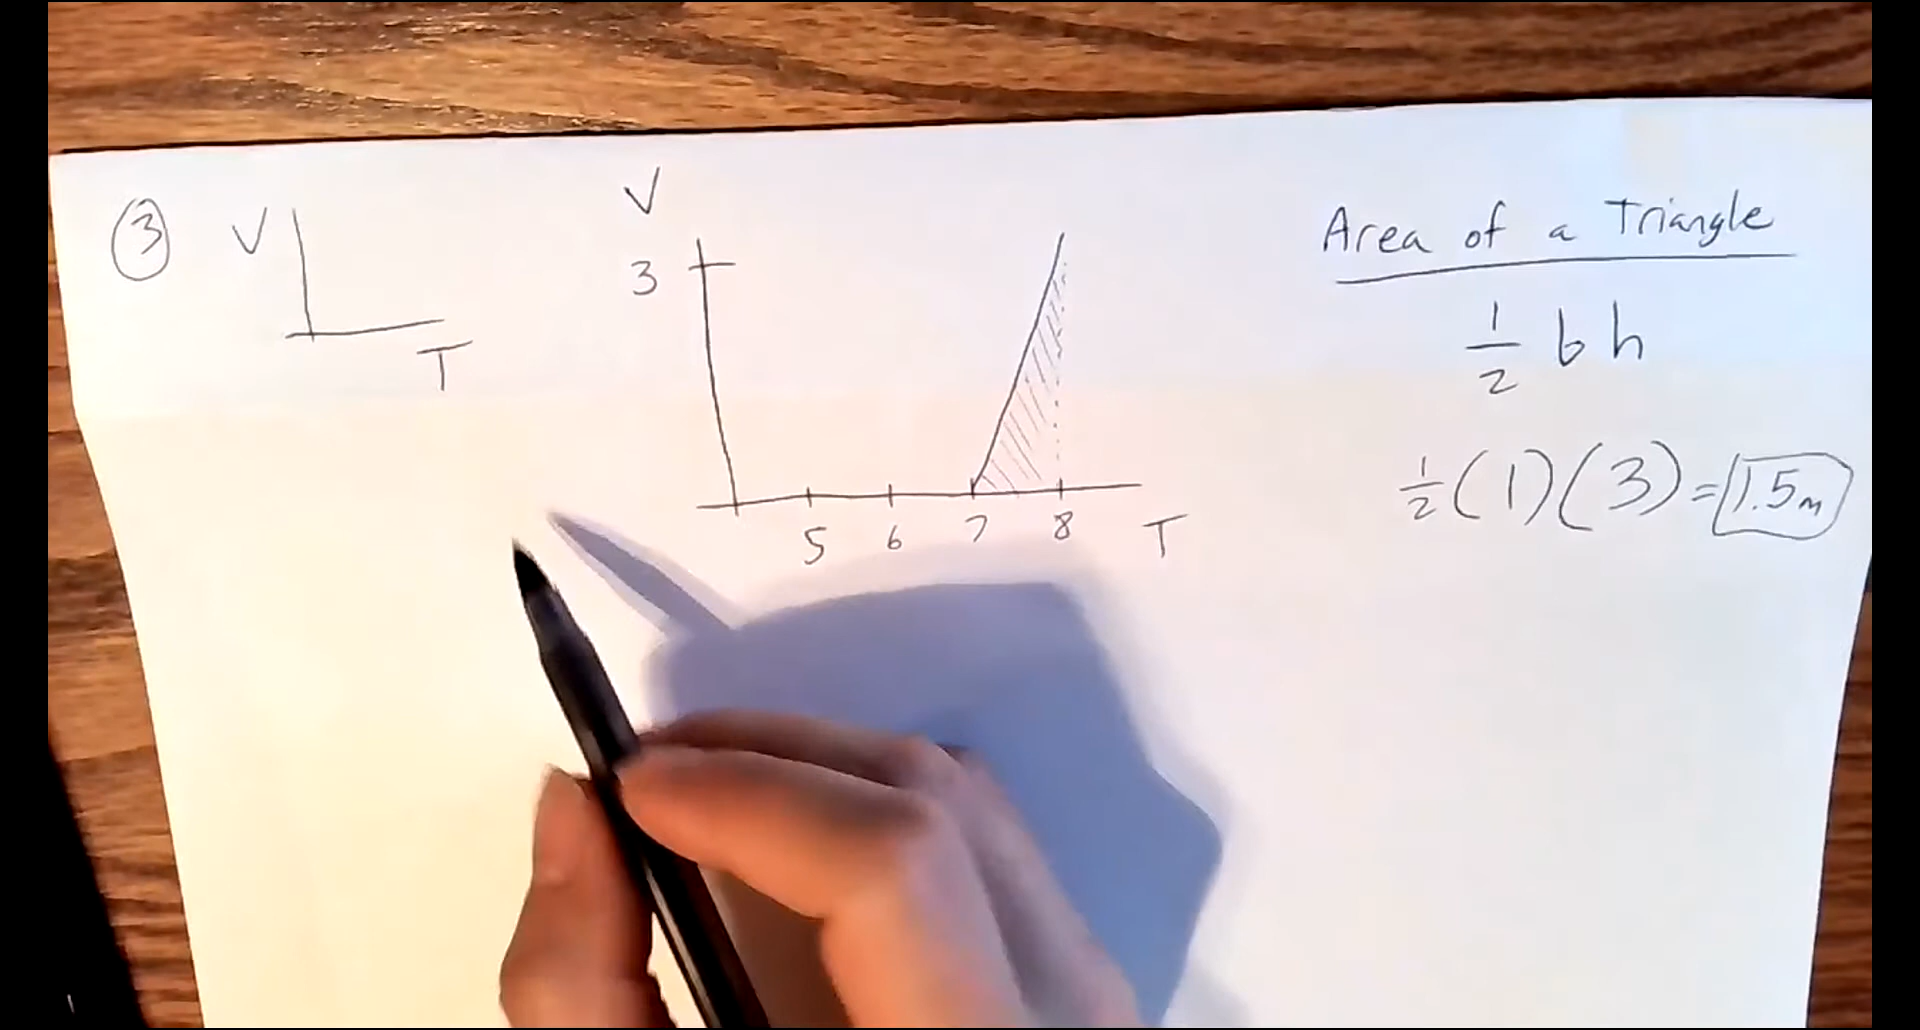 ③ V
T
V
3
5 6 7 8 T
Area of a Triangle
1/2 b h
1/2 (1)(3) = 1.5m